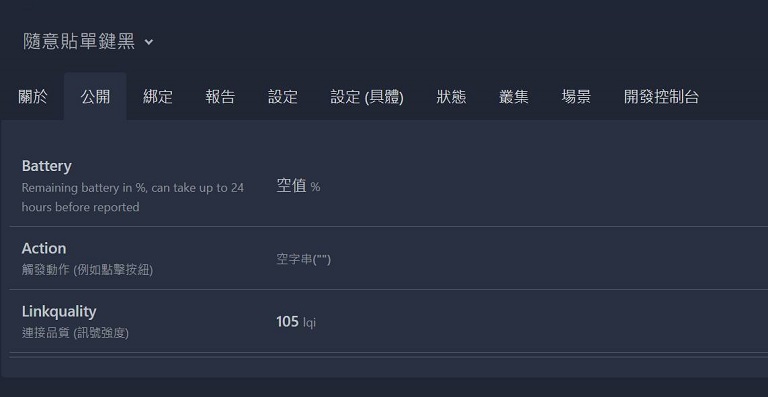 隨意貼單鍵黑
關於 公開 綁定 報告 設定 設定 (具體) 狀態 叢集 場景 開發控制台
Battery
Remaining battery in %, can take up to 24
hours before reported
空值 %
Action
觸發動作 (例如點擊按紐)
空字串("")
Linkquality
連接品質 (訊號強度)
105 lqi